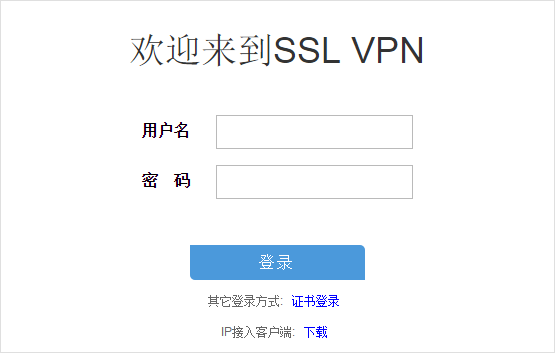 欢迎来到SSL VPN
用户名
密 码
登录
其它登录方式: 证书登录
IP接入客户端: 下载